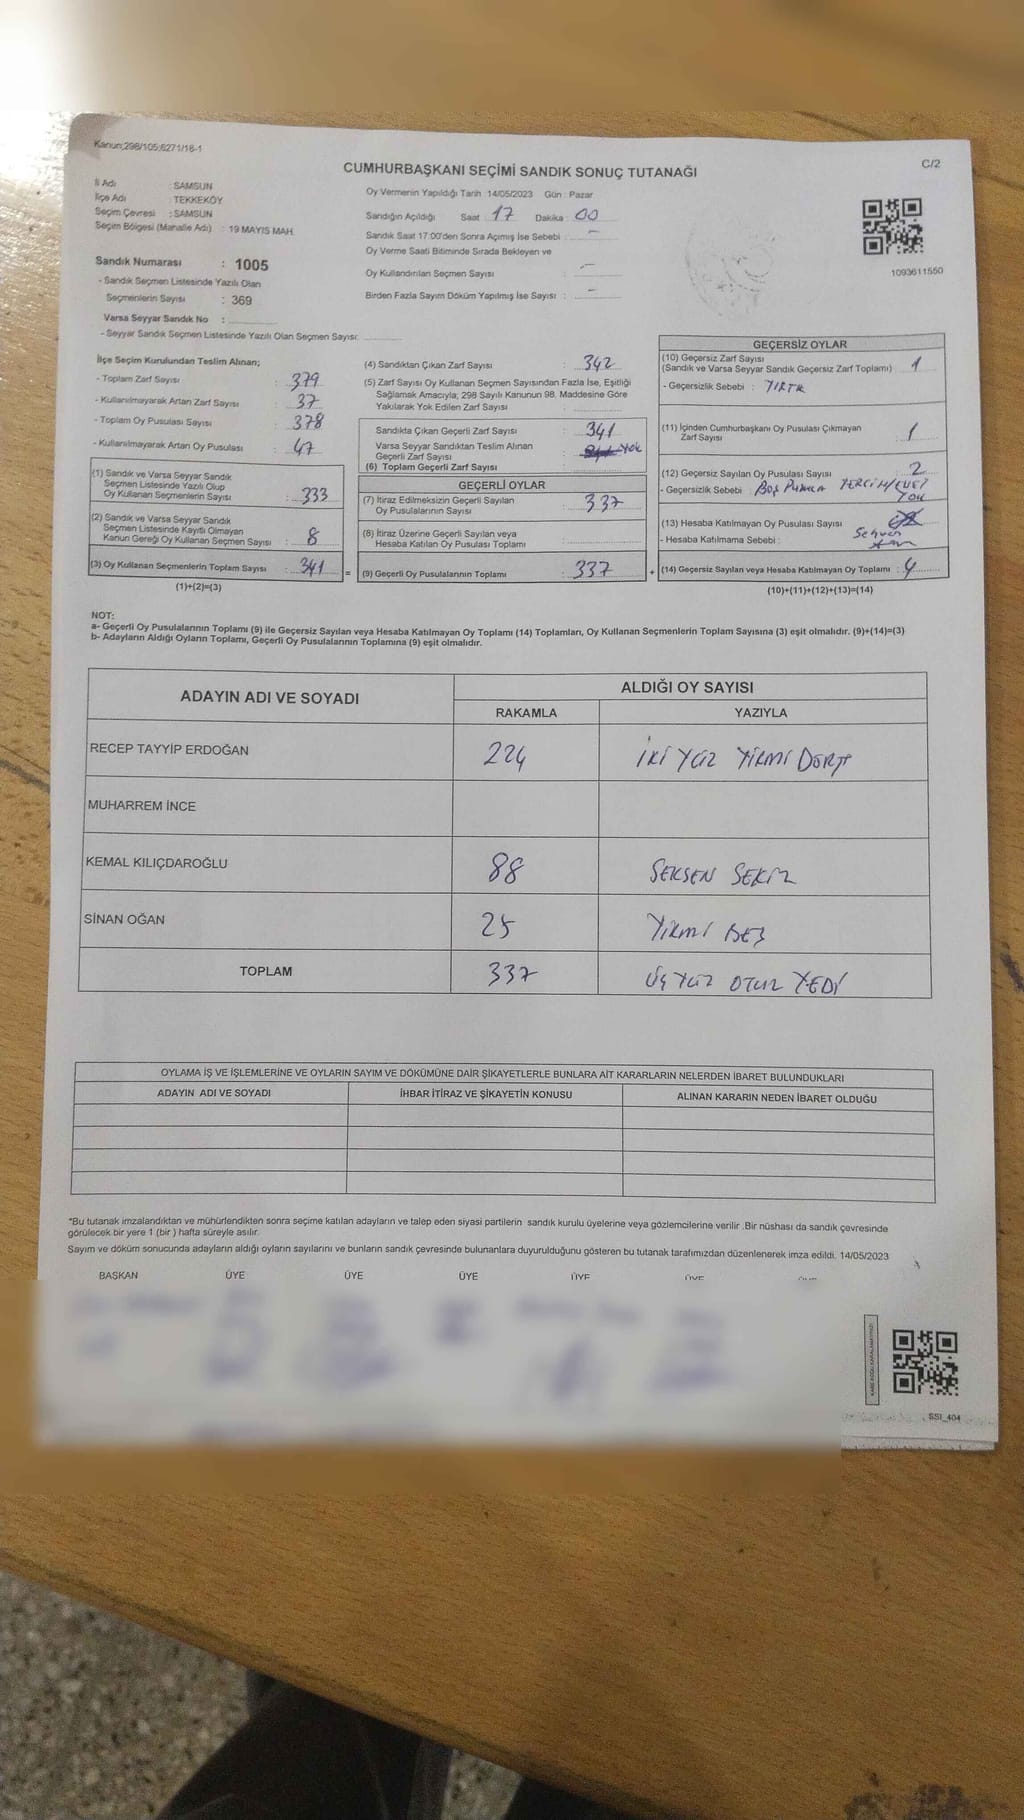 Kanun;298/105;6271/18-1
C/2
CUMHURBAŞKANI SEÇİMİ SANDIK SONUÇ TUTANAĞI
İl Adı : SAMSUN
İlçe Adı : TEKKEKÖY
Seçim Çevresi : SAMSUN
Seçim Bölgesi (Mahalle Adı) : 19 MAYIS MAH.
Sandık Numarası : 1005
- Sandık Seçmen Listesinde Yazılı Olan
Seçmenlerin Sayısı : 369
Varsa Seyyar Sandık No :
- Seyyar Sandık Seçmen Listesinde Yazılı Olan Seçmen Sayısı:
Oy Vermenin Yapıldığı Tarih 14/05/2023 Gün : Pazar
Sandığın Açıldığı Saat 17 Dakika 00
Sandık Saat 17:00'den Sonra Açımış İse Sebebi : -
Oy Verme Saati Bitiminde Sırada Bekleyen ve
Oy Kullandırılan Seçmen Sayısı : -
Birden Fazla Sayım Döküm Yapılmış İse Sayısı : -
1093611550
İlçe Seçim Kurulundan Teslim Alınan;
- Toplam Zarf Sayısı : 379
- Kullanılmayarak Artan Zarf Sayısı : 37
- Toplam Oy Pusulası Sayısı : 378
- Kullanılmayarak Artan Oy Pusulası : 47
(1) Sandık ve Varsa Seyyar Sandık
Seçmen Listesinde Yazılı Olup
Oy Kullanan Seçmenlerin Sayısı : 333
(2) Sandık ve Varsa Seyyar Sandık
Seçmen Listesinde Kayıtlı Olmayan
Kanun Gereği Oy Kullanan Seçmen Sayısı : 8
(3) Oy Kullanan Seçmenlerin Toplam Sayısı : 341 =
(1)+(2)=(3)
(4) Sandıktan Çıkan Zarf Sayısı : 342
(5) Zarf Sayısı Oy Kullanan Seçmen Sayısından Fazla İse, Eşitliği
Sağlamak Amacıyla; 298 Sayılı Kanunun 98. Maddesine Göre
Yakılarak Yok Edilen Zarf Sayısı :
Sandıkta Çıkan Geçerli Zarf Sayısı : 341
Varsa Seyyar Sandıktan Teslim Alınan
Geçerli Zarf Sayısı : Yok
(6) Toplam Geçerli Zarf Sayısı :
GEÇERLİ OYLAR
(7) İtiraz Edilmeksizin Geçerli Sayılan
Oy Pusulalarının Sayısı : 337
(8) İtiraz Üzerine Geçerli Sayılan veya
Hesaba Katılan Oy Pusulası Toplamı :
(9) Geçerli Oy Pusulalarının Toplamı : 337 +
GEÇERSİZ OYLAR
(10) Geçersiz Zarf Sayısı
(Sandık ve Varsa Seyyar Sandık Geçersiz Zarf Toplamı) : 1
- Geçersizlik Sebebi : YIRTIK
(11) İçinden Cumhurbaşkanı Oy Pusulası Çıkmayan
Zarf Sayısı : 1
(12) Geçersiz Sayılan Oy Pusulası Sayısı : 2
- Geçersizlik Sebebi : BOŞ PUSULA TERCİH/EVET
YOK
(13) Hesaba Katılmayan Oy Pusulası Sayısı
- Hesaba Katılmama Sebebi : Sehven
(14) Geçersiz Sayılan veya Hesaba Katılmayan Oy Toplamı : 4
(10)+(11)+(12)+(13)=(14)
NOT:
a- Geçerli Oy Pusulalarının Toplamı (9) ile Geçersiz Sayılan veya Hesaba Katılmayan Oy Toplamı (14) Toplamları, Oy Kullanan Seçmenlerin Toplam Sayısına (3) eşit olmalıdır. (9)+(14)=(3)
b- Adayların Aldığı Oyların Toplamı, Geçerli Oy Pusulalarının Toplamına (9) eşit olmalıdır.
ADAYIN ADI VE SOYADI
ALDIĞI OY SAYISI
RAKAMLA YAZIYLA
RECEP TAYYİP ERDOĞAN 224 İKİ YÜZ YİRMİ DÖRT
MUHARREM İNCE
KEMAL KILIÇDAROĞLU 88 SEKSEN SEKİZ
SİNAN OĞAN 25 YİRMİ BEŞ
TOPLAM 337 ÜÇ YÜZ OTUZ YEDİ
OYLAMA İŞ VE İŞLEMLERİNE VE OYLARIN SAYIM VE DÖKÜMÜNE DAİR ŞİKAYETLERLE BUNLARA AİT KARARLARIN NELERDEN İBARET BULUNDUKLARI
ADAYIN ADI VE SOYADI İHBAR İTİRAZ VE ŞİKAYETİN KONUSU ALINAN KARARIN NEDEN İBARET OLDUĞU
*Bu tutanak imzalandıktan ve mühürlendikten sonra seçime katılan adayların ve talep eden siyasi partilerin sandık kurulu üyelerine veya gözlemcilerine verilir .Bir nüshası da sandık çevresinde
görülecek bir yere 1 (bir ) hafta süreyle asılır.
Sayım ve döküm sonucunda adayların aldığı oyların sayılarını ve bunların sandık çevresinde bulunanlara duyurulduğunu gösteren bu tutanak tarafımızdan düzenlenerek imza edildi. 14/05/2023
BAŞKAN ÜYE ÜYE ÜYE ÜYE ÜYE
KARE KODU KARALAMAYINIZ!
SSI_404